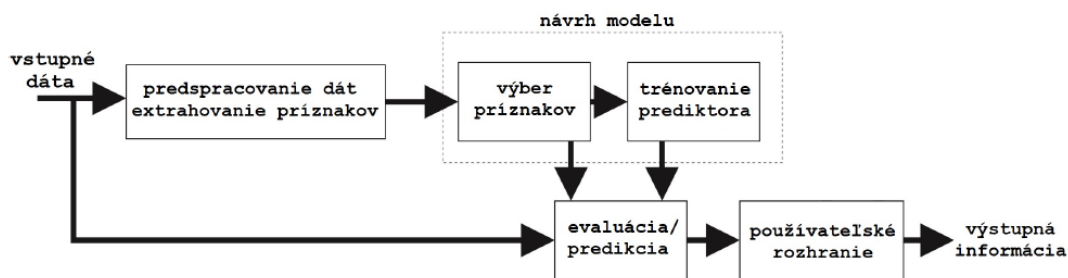 návrh modelu
vstupné
dáta
predspracovanie dát
extrahovanie príznakov
výber
príznakov
trénovanie
prediktora
evaluácia/
predikcia
používateľské
rozhranie
výstupná
informácia